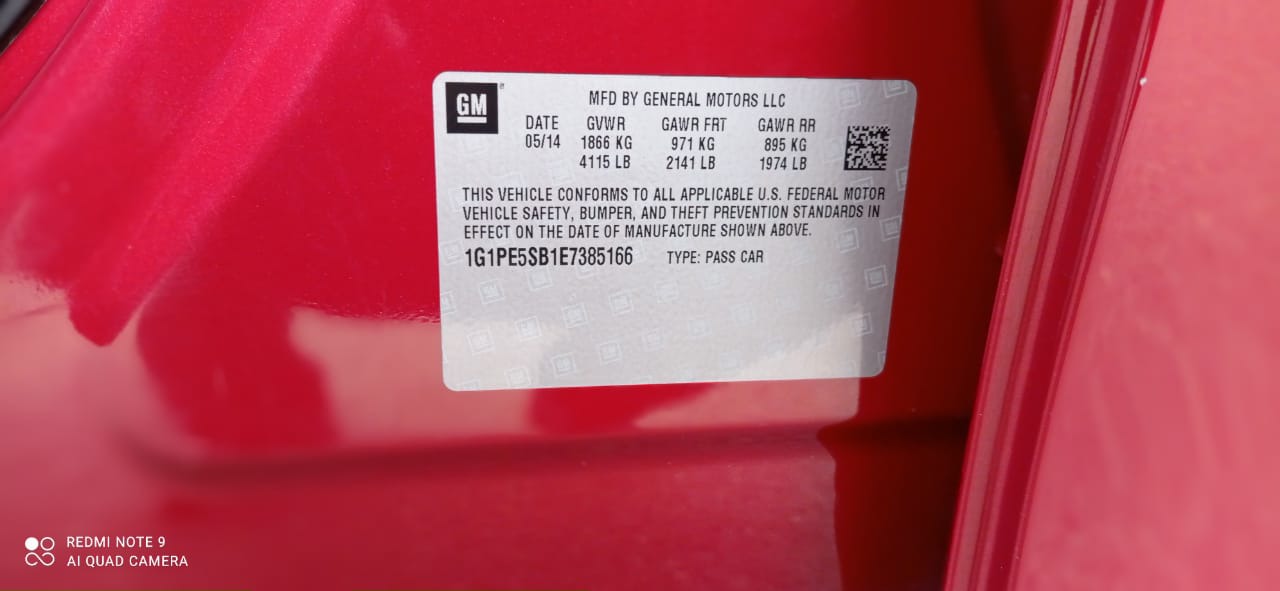 GM
MFD BY GENERAL MOTORS LLC
DATE GVWR GAWR FRT GAWR RR
05/14 1866 KG 971 KG 895 KG
4115 LB 2141 LB 1974 LB
THIS VEHICLE CONFORMS TO ALL APPLICABLE U.S. FEDERAL MOTOR
VEHICLE SAFETY, BUMPER, AND THEFT PREVENTION STANDARDS IN
EFFECT ON THE DATE OF MANUFACTURE SHOWN ABOVE.
1G1PE5SB1E7385166 TYPE: PASS CAR
REDMI NOTE 9
AI QUAD CAMERA